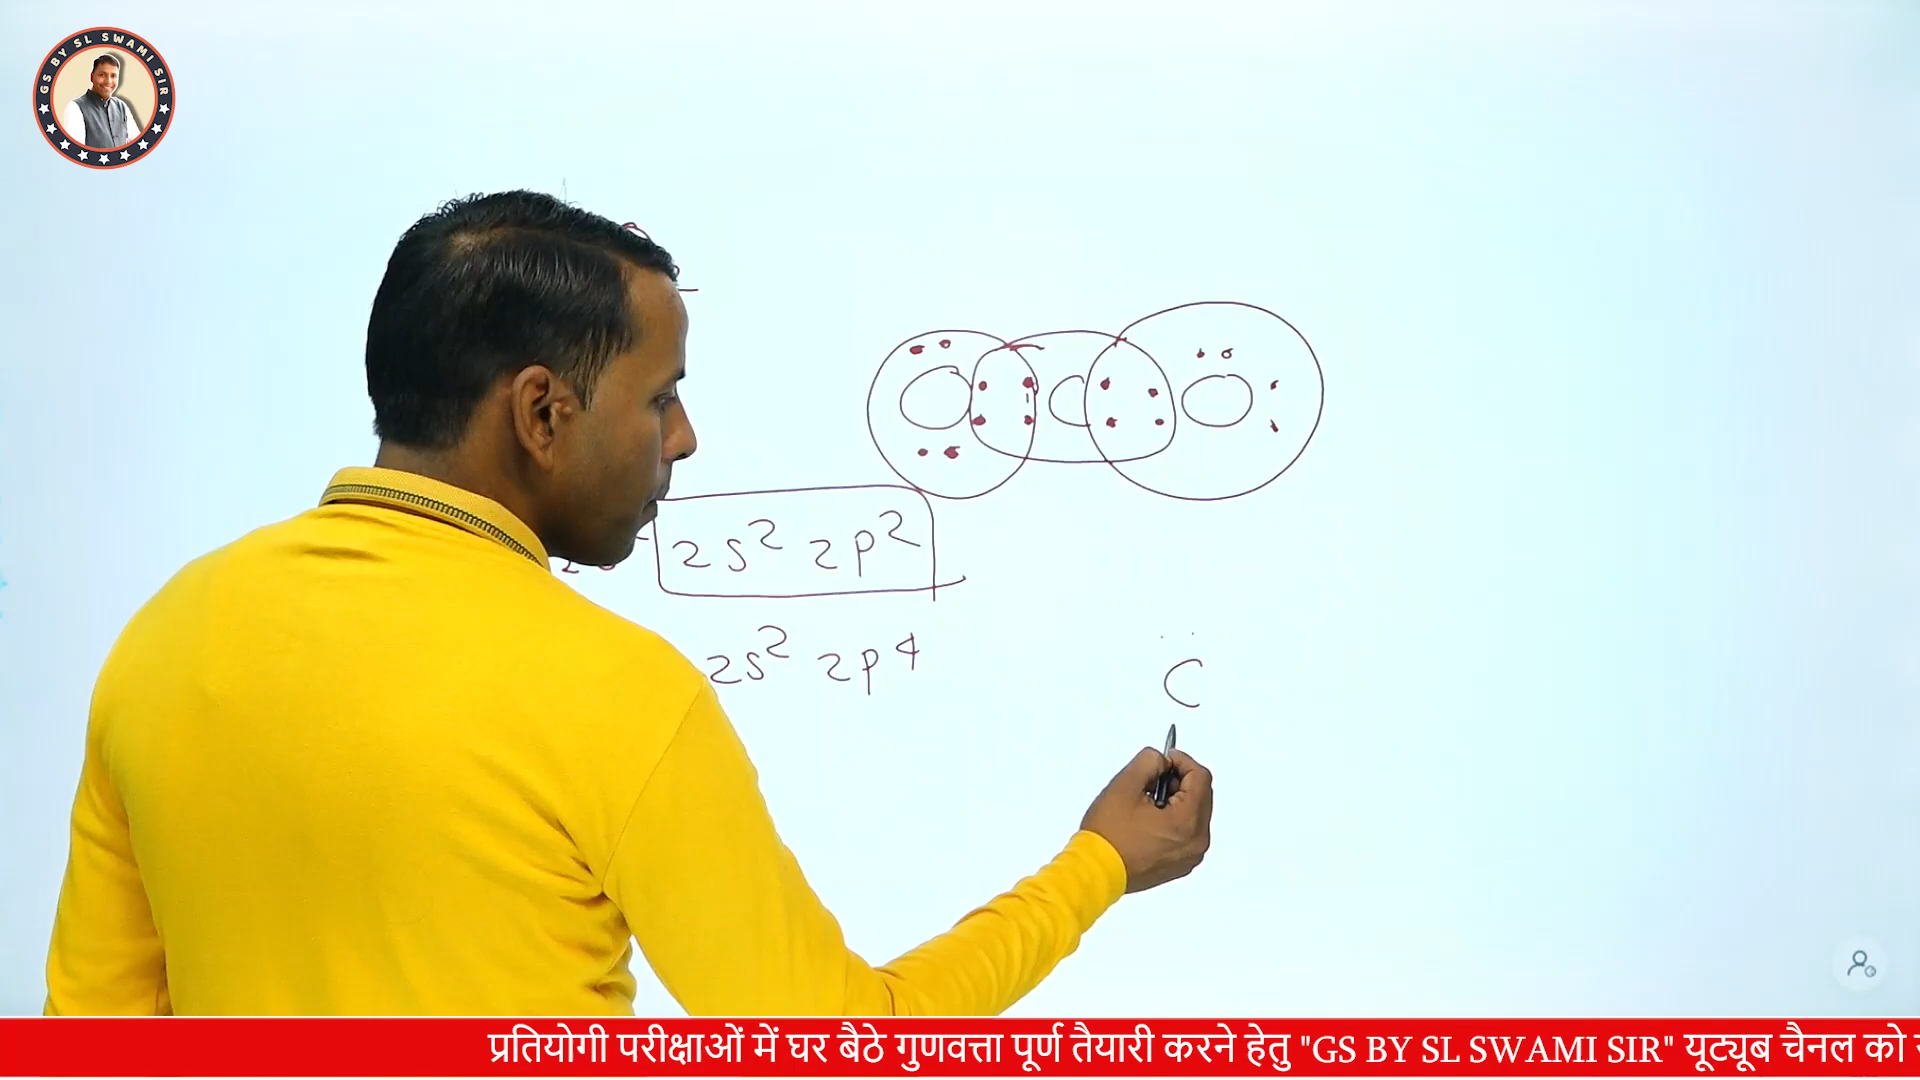 GS BY SL SWAMI SIR
2s² 2p²
2s² 2p⁴
C
प्रतियोगी परीक्षाओं में घर बैठे गुणवत्ता पूर्ण तैयारी करने हेतु "GS BY SL SWAMI SIR" यूट्यूब चैनल को